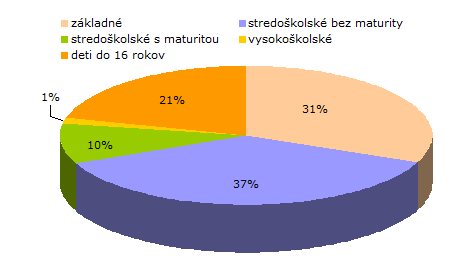 základné
stredoškolské bez maturity
stredoškolské s maturitou
vysokoškolské
deti do 16 rokov
1%
21%
31%
10%
37%